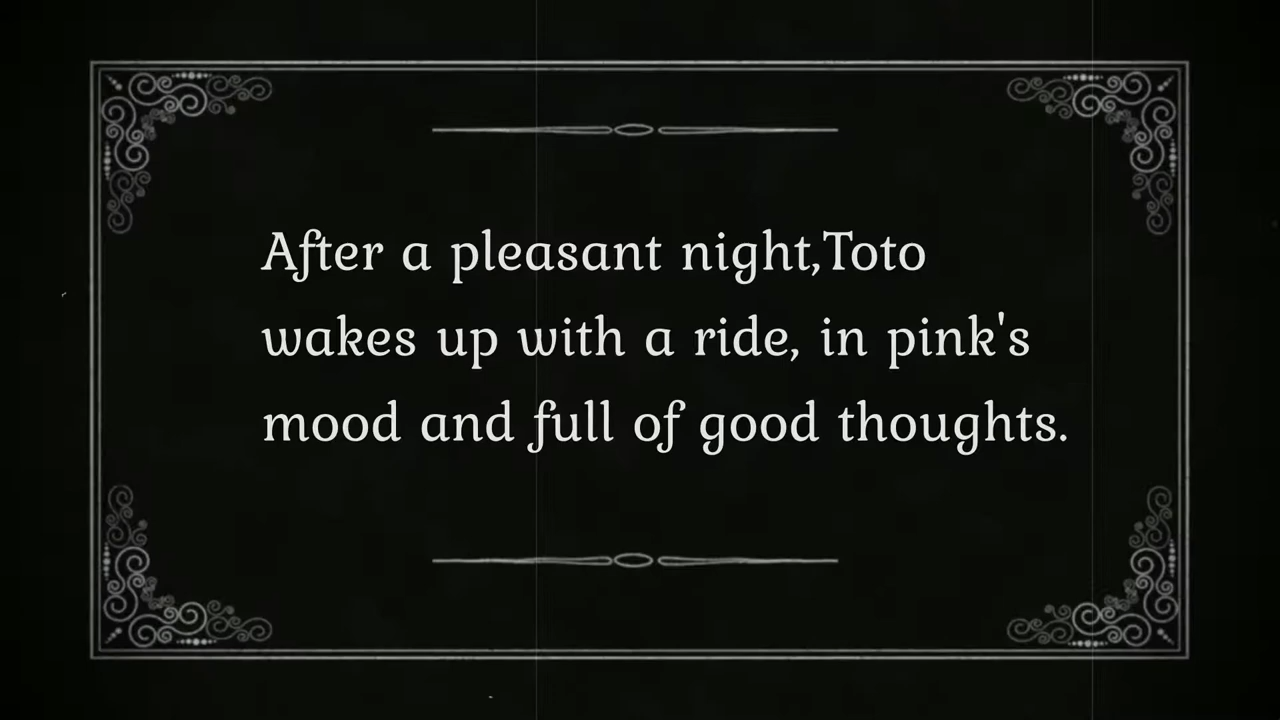 After a pleasant night,Toto
wakes up with a ride, in pink's
mood and full of good thoughts.